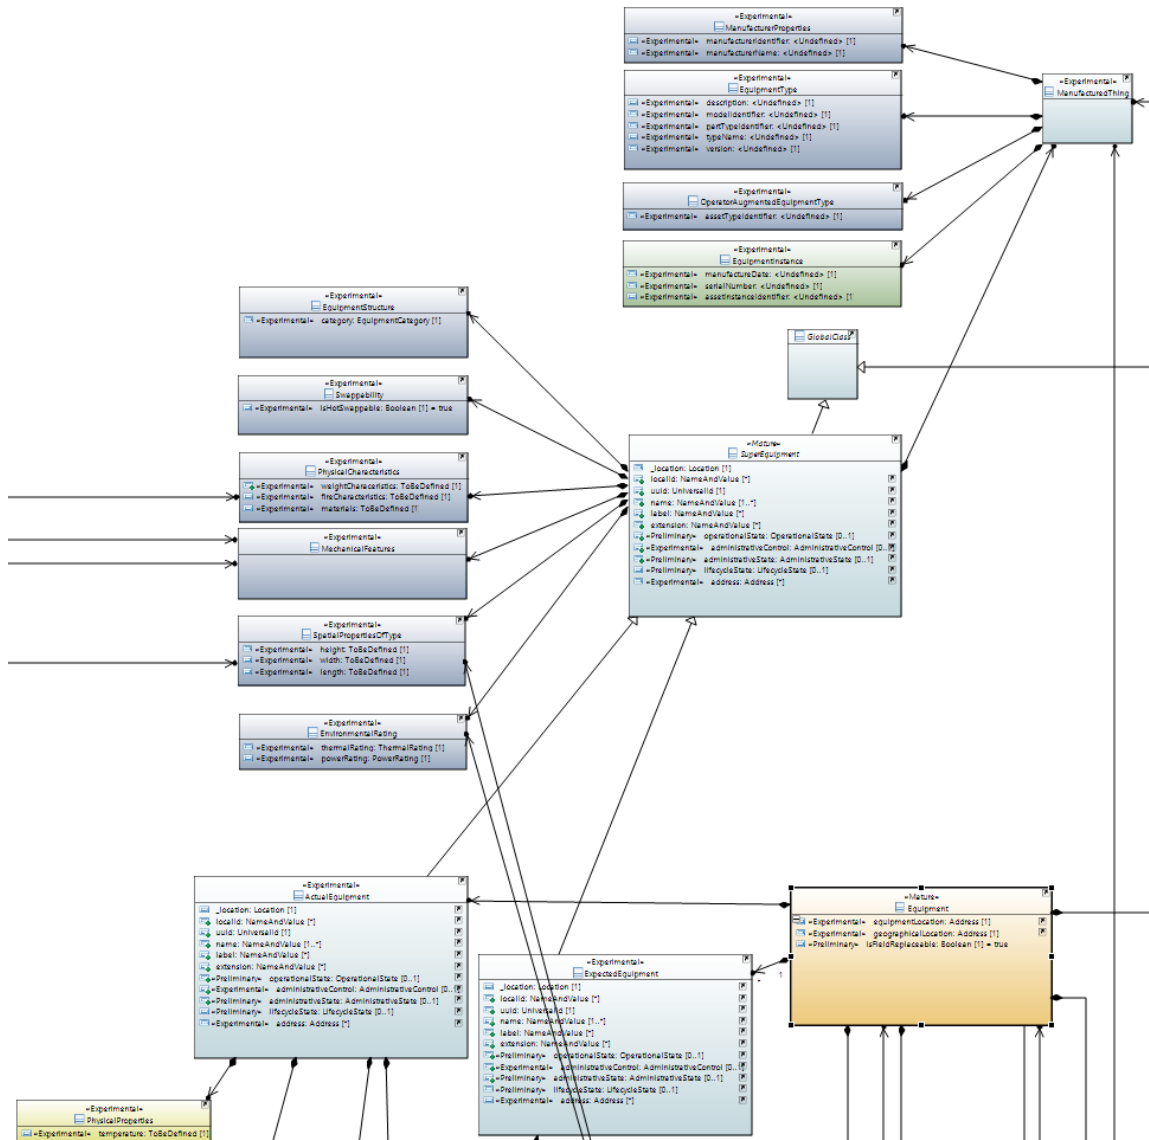 «Experimental»
ManufacturerProperties
«Experimental» manufacturerIdentifier: <Undefined> [1]
«Experimental» manufacturerName: <Undefined> [1]
«Experimental»
EquipmentType
«Experimental» description: <Undefined> [1]
«Experimental» modelIdentifier: <Undefined> [1]
«Experimental» partTypeIdentifier: <Undefined> [1]
«Experimental» typeName: <Undefined> [1]
«Experimental» version: <Undefined> [1]
«Experimental»
ManufacturedThing
«Experimental»
OperatorAugmentedEquipmentType
«Experimental» assetTypeIdentifier: <Undefined> [1]
«Experimental»
EquipmentInstance
«Experimental» manufactureDate: <Undefined> [1]
«Experimental» serialNumber: <Undefined> [1]
«Experimental» assetInstanceIdentifier: <Undefined> [1
«Experimental»
EquipmentStructure
«Experimental» category: EquipmentCategory [1]
GlobalClass
«Experimental»
Swappability
«Experimental» isHotSwappable: Boolean [1] = true
«Experimental»
PhysicalCharacteristics
«Experimental» weightCharacterisics: ToBeDefined [1]
«Experimental» fireCharacteristics: ToBeDefined [1]
«Experimental» materials: ToBeDefined [1
«Mature»
SuperEquipment
_location: Location [1]
localId: NameAndValue [*]
uuid: UniversalId [1]
name: NameAndValue [1..*]
label: NameAndValue [*]
extension: NameAndValue [*]
«Preliminary» operationalState: OperationalState [0..1]
«Experimental» administrativeControl: AdministrativeControl [0..
«Preliminary» administrativeState: AdministrativeState [0..1]
«Preliminary» lifecycleState: LifecycleState [0..1]
«Experimental» address: Address [*]
«Experimental»
MechanicalFeatures
«Experimental»
SpatialPropertiesOfType
«Experimental» height: ToBeDefined [1]
«Experimental» width: ToBeDefined [1]
«Experimental» length: ToBeDefined [1]
«Experimental»
EnvironmentalRating
«Experimental» thermalRating: ThermalRating [1]
«Experimental» powerRating: PowerRating [1]
«Experimental»
ActualEquipment
_location: Location [1]
localId: NameAndValue [*]
uuid: UniversalId [1]
name: NameAndValue [1..*]
label: NameAndValue [*]
extension: NameAndValue [*]
«Preliminary» operationalState: OperationalState [0..1]
«Experimental» administrativeControl: AdministrativeControl [0..1]
«Preliminary» administrativeState: AdministrativeState [0..1]
«Preliminary» lifecycleState: LifecycleState [0..1]
«Experimental» address: Address [*]
«Mature»
Equipment
«Experimental» equipmentLocation: Address [1]
«Experimental» geographicalLocation: Address [1]
«Preliminary» isFieldReplaceable: Boolean [1] = true
1
«Experimental»
ExpectedEquipment
_location: Location [1]
localId: NameAndValue [*]
uuid: UniversalId [1]
name: NameAndValue [1..*]
label: NameAndValue [*]
extension: NameAndValue [*]
«Preliminary» operationalState: OperationalState [0..1]
«Experimental» administrativeControl: AdministrativeControl [0..1]
«Preliminary» administrativeState: AdministrativeState [0..1]
«Preliminary» lifecycleState: LifecycleState [0..1]
«Experimental» address: Address [*]
«Experimental»
PhysicalProperties
«Experimental» temperature: ToBeDefined [1]